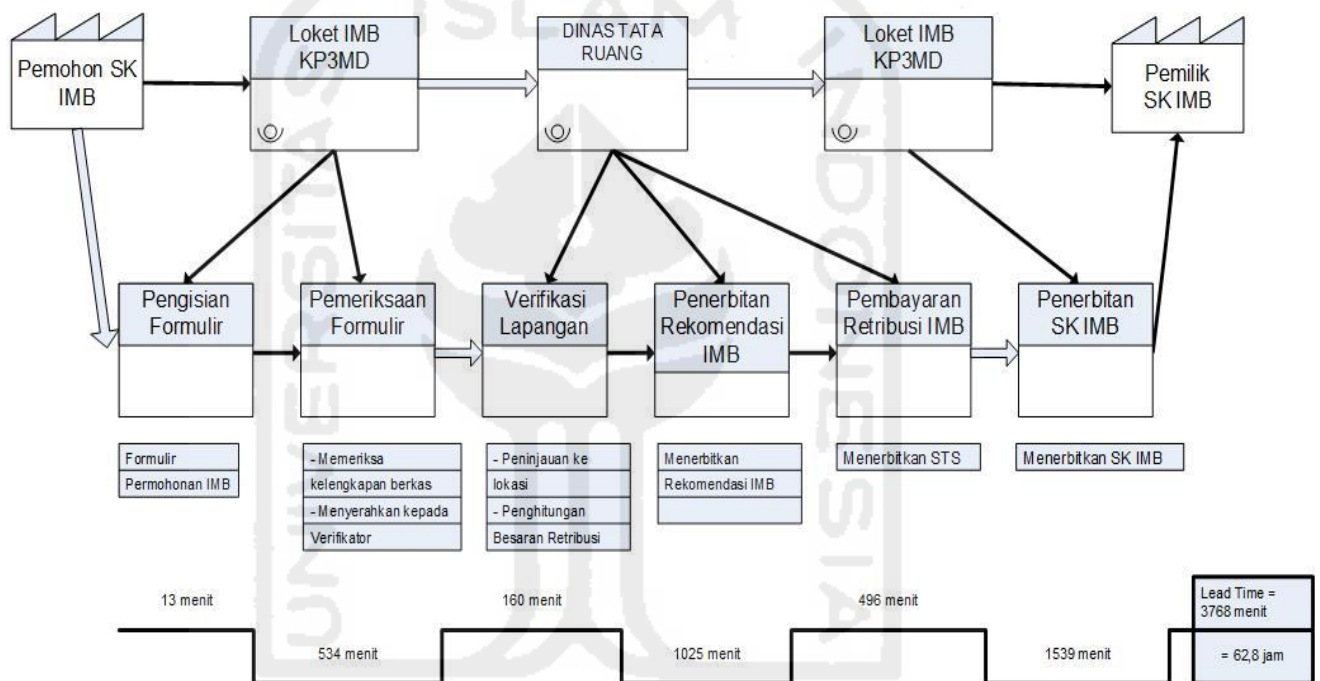 ISLAM
UNIVERSITAS
INDONESIA
Pemohon SK
IMB
Loket IMB
KP3MD
DINAS TATA
RUANG
Loket IMB
KP3MD
Pemilik
SK IMB
Pengisian
Formulir
Pemeriksaan
Formulir
Verifikasi
Lapangan
Penerbitan
Rekomendasi
IMB
Pembayaran
Retribusi IMB
Penerbitan
SK IMB
Formulir
Permohonan IMB
- Memeriksa
kelengkapan berkas
- Menyerahkan kepada
Verifikator
- Peninjauan ke
lokasi
- Penghitungan
Besaran Retribusi
Menerbitkan
Rekomendasi IMB
Menerbitkan STS
Menerbitkan SK IMB
13 menit
534 menit
160 menit
1025 menit
496 menit
1539 menit
Lead Time =
3768 menit
= 62,8 jam